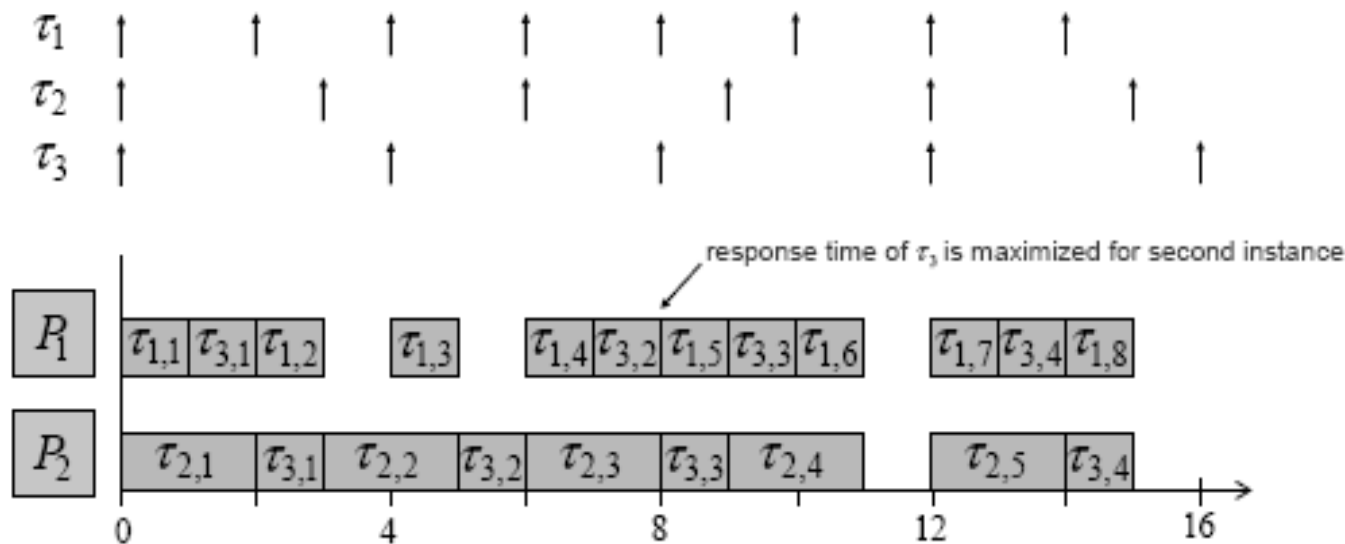 τ1
τ2
τ3
response time of τ3 is maximized for second instance
P1 τ1,1 τ3,1 τ1,2 τ1,3 τ1,4 τ3,2 τ1,5 τ3,3 τ1,6 τ1,7 τ3,4 τ1,8
P2 τ2,1 τ3,1 τ2,2 τ3,2 τ2,3 τ3,3 τ2,4 τ2,5 τ3,4
0 4 8 12 16